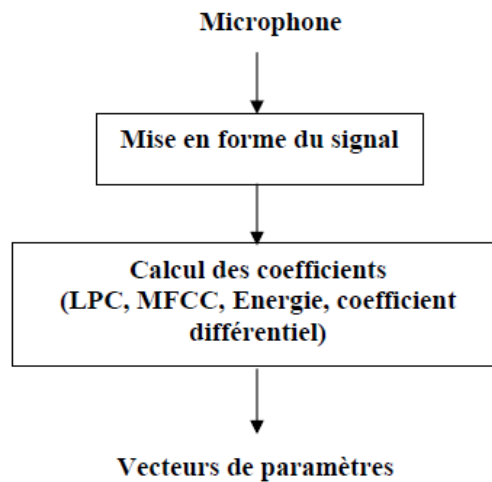 Microphone
Mise en forme du signal
Calcul des coefficients
(LPC, MFCC, Energie, coefficient
différentiel)
Vecteurs de paramètres